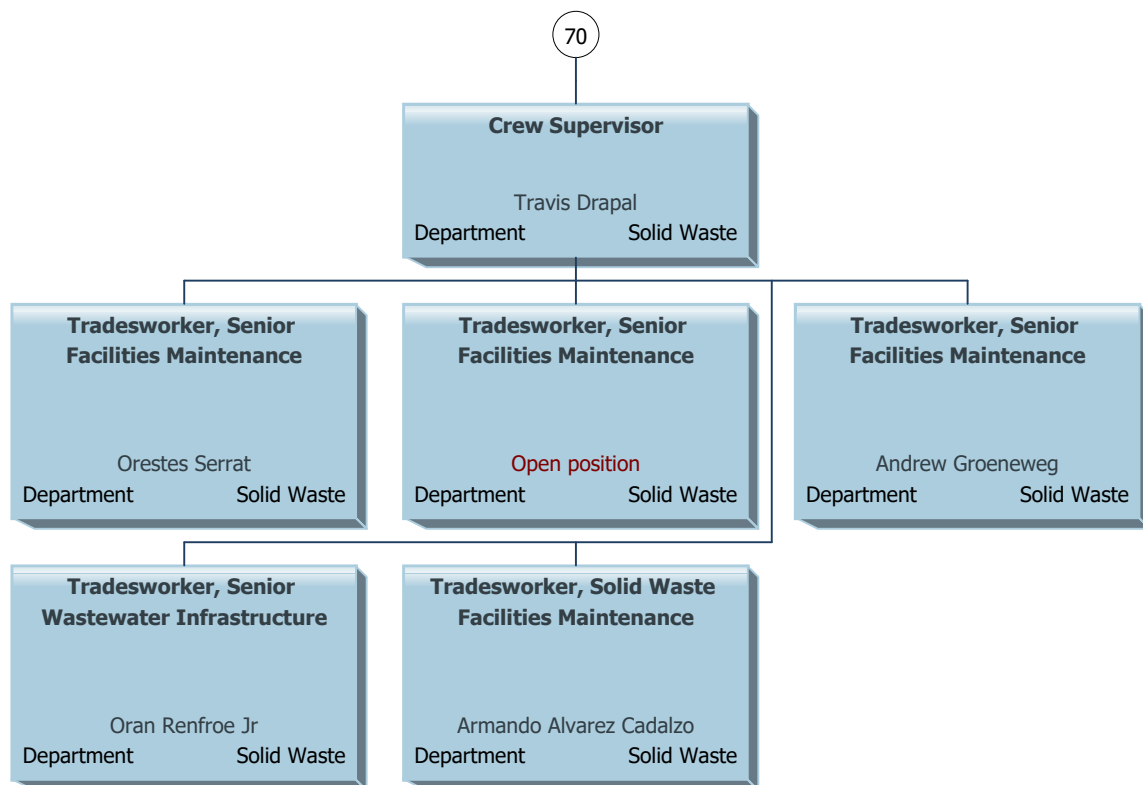 70
Crew Supervisor
Travis Drapal
Department Solid Waste
Tradesworker, Senior
Facilities Maintenance
Orestes Serrat
Department Solid Waste
Tradesworker, Senior
Facilities Maintenance
Open position
Department Solid Waste
Tradesworker, Senior
Facilities Maintenance
Andrew Groeneweg
Department Solid Waste
Tradesworker, Senior
Wastewater Infrastructure
Oran Renfroe Jr
Department Solid Waste
Tradesworker, Solid Waste
Facilities Maintenance
Armando Alvarez Cadalzo
Department Solid Waste